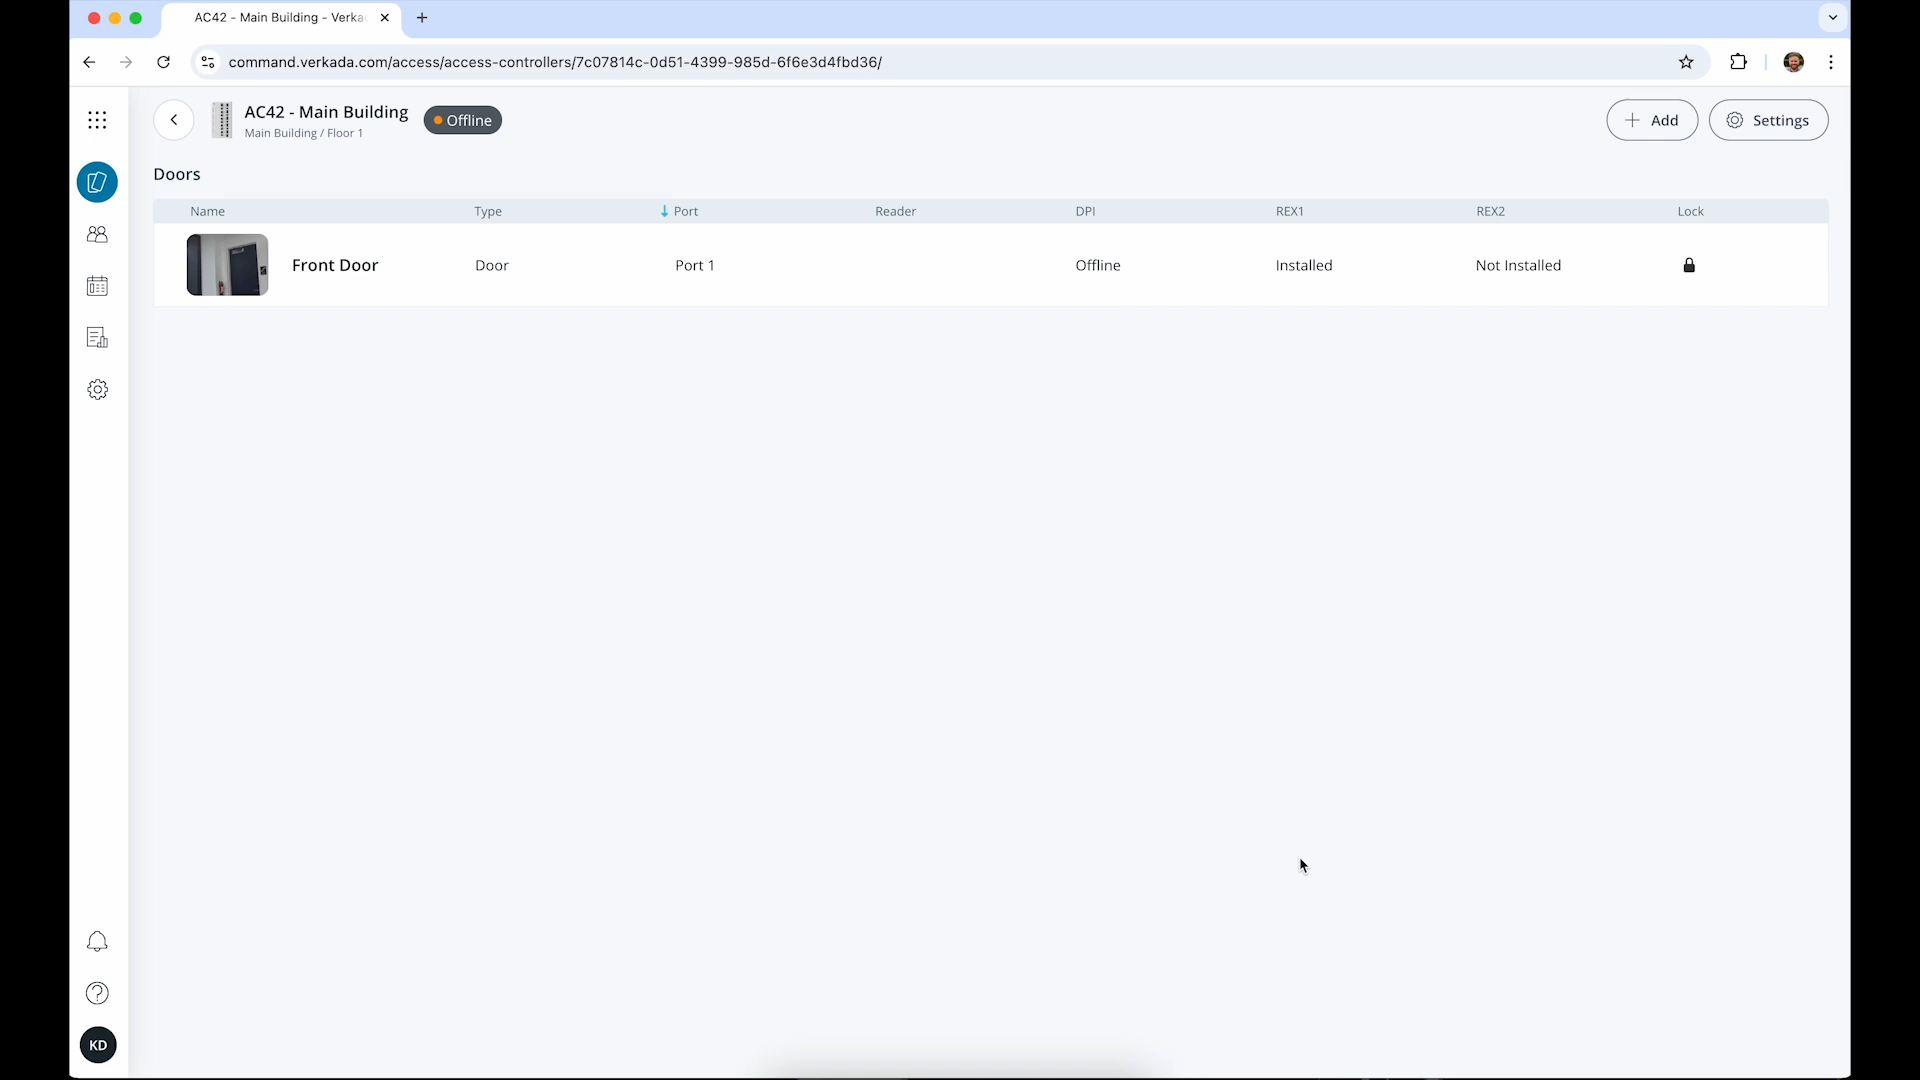 AC42 - Main Building - Verka
command.verkada.com/access/access-controllers/7c07814c-0d51-4399-985d-6f6e3d4fbd36/
AC42 - Main Building
Main Building / Floor 1
Offline
Add
Settings
Doors
Name Type Port Reader DPI REX1 REX2 Lock
Front Door Door Port 1 Offline Installed Not Installed
KD